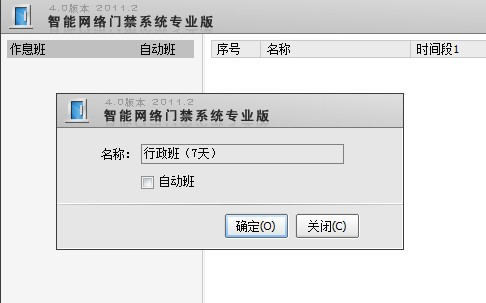 4.0版本 2011.2
智能网络门禁系统专业版
作息班 自动班 序号 名称 时间段1
4.0版本 2011.2
智能网络门禁系统专业版
名称： 行政班（7天）
自动班
确定(O) 关闭(C)